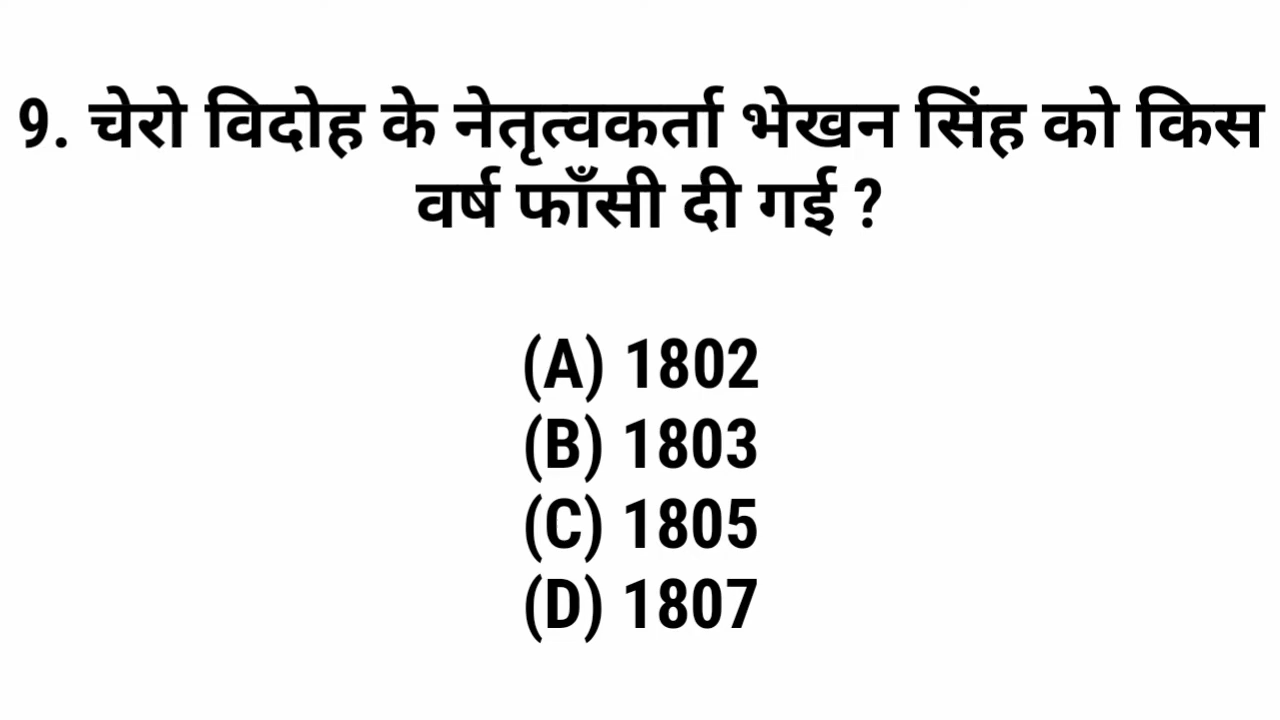 9. चेरो विदोह के नेतृत्वकर्ता भेखन सिंह को किस
वर्ष फाँसी दी गई ?
(A) 1802
(B) 1803
(C) 1805
(D) 1807